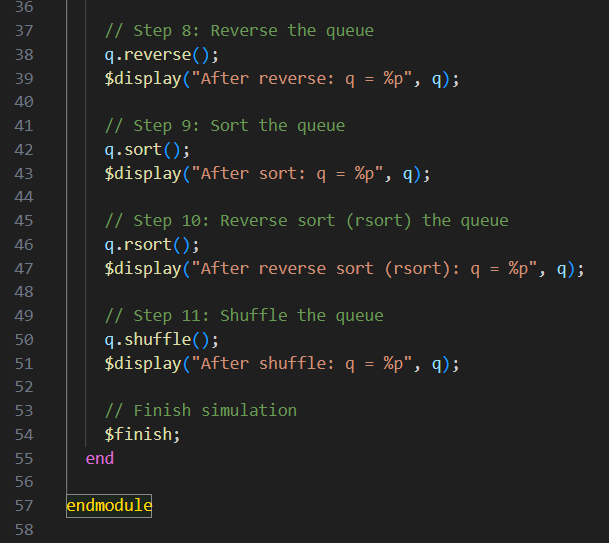 36
37 // Step 8: Reverse the queue
38 q.reverse();
39 $display("After reverse: q = %p", q);
40
41 // Step 9: Sort the queue
42 q.sort();
43 $display("After sort: q = %p", q);
44
45 // Step 10: Reverse sort (rsort) the queue
46 q.rsort();
47 $display("After reverse sort (rsort): q = %p", q);
48
49 // Step 11: Shuffle the queue
50 q.shuffle();
51 $display("After shuffle: q = %p", q);
52
53 // Finish simulation
54 $finish;
55 end
56
57 endmodule
58